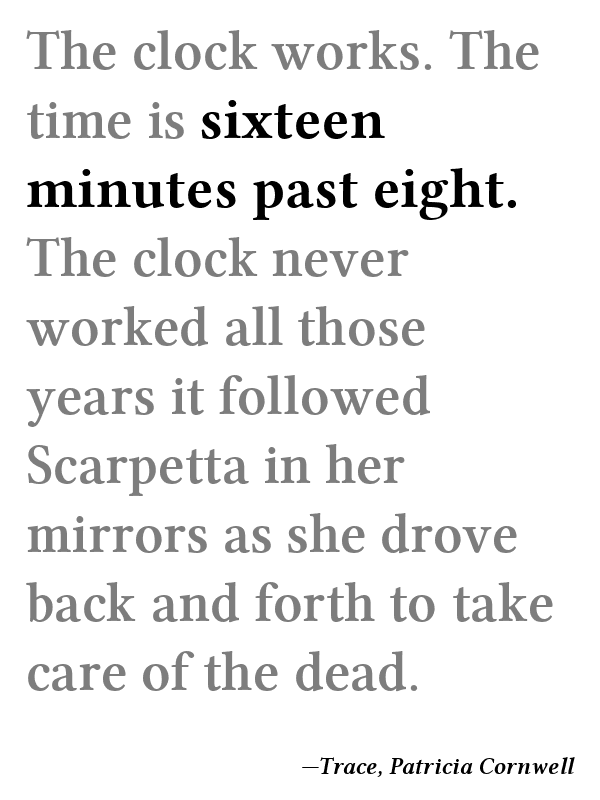 The clock works. The
time is sixteen
minutes past eight.
The clock never
worked all those
years it followed
Scarpetta in her
mirrors as she drove
back and forth to take
care of the dead.
—Trace, Patricia Cornwell